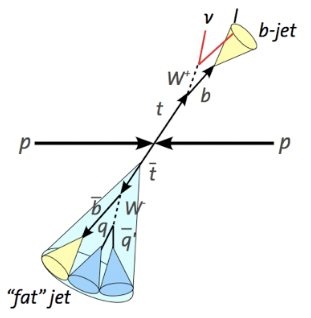 ν l
b-jet
W⁺
b
t
p p
t̄
b̄ W⁻
q q̄'
"fat" jet